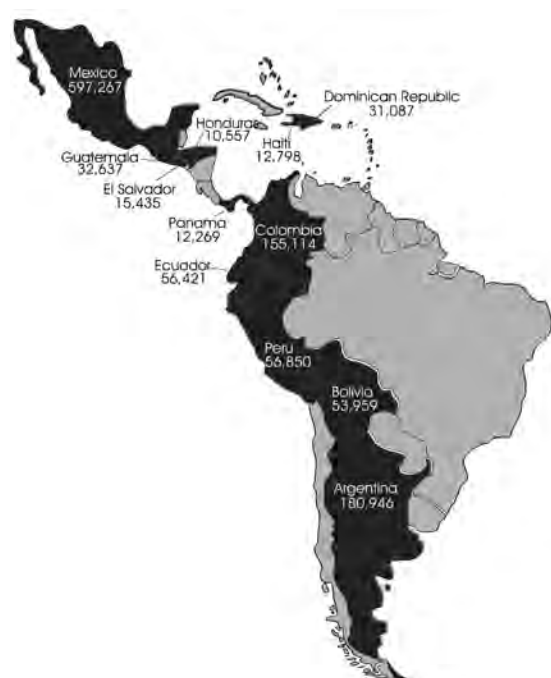 Mexico
597,267
Dominican Republic
31,087
Honduras
10,557
Haiti
12,798
Guatemala
32,637
El Salvador
15,435
Panama
12,269
Colombia
155,114
Ecuador
56,421
Peru
56,850
Bolivia
53,959
Argentina
180,946